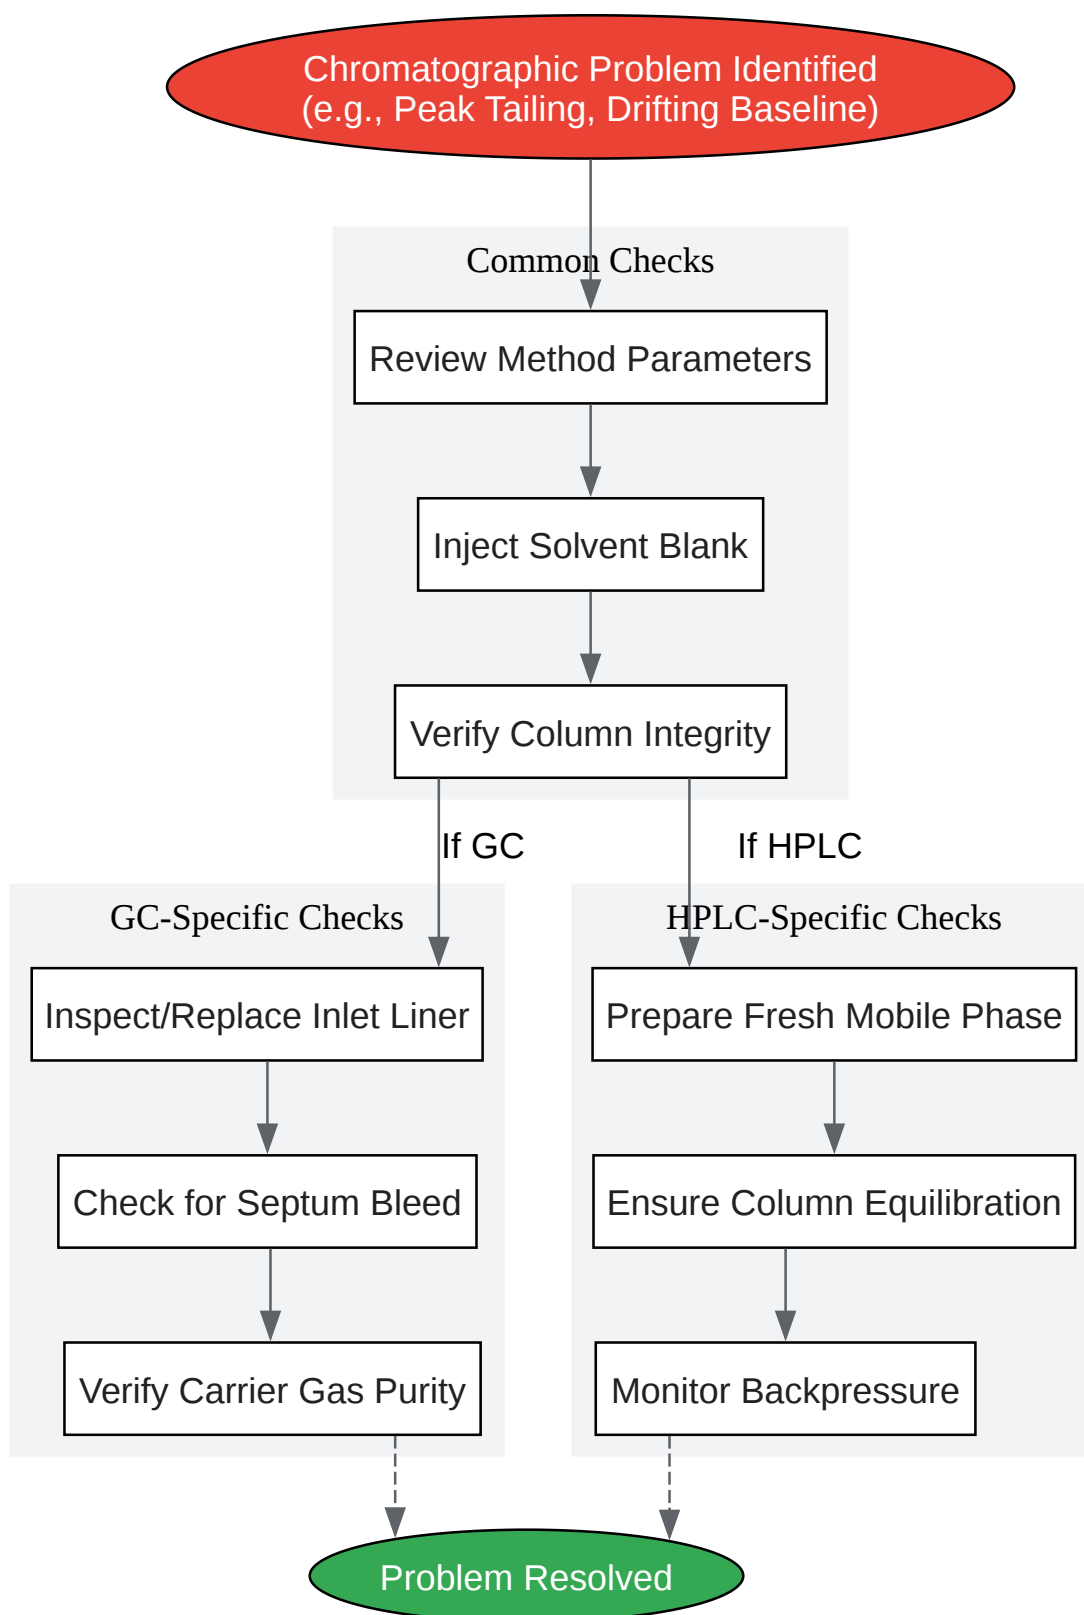 Chromatographic Problem Identified
(e.g., Peak Tailing, Drifting Baseline)
Common Checks
Review Method Parameters
Inject Solvent Blank
Verify Column Integrity
If GC
If HPLC
GC-Specific Checks
Inspect/Replace Inlet Liner
Check for Septum Bleed
Verify Carrier Gas Purity
HPLC-Specific Checks
Prepare Fresh Mobile Phase
Ensure Column Equilibration
Monitor Backpressure
Problem Resolved